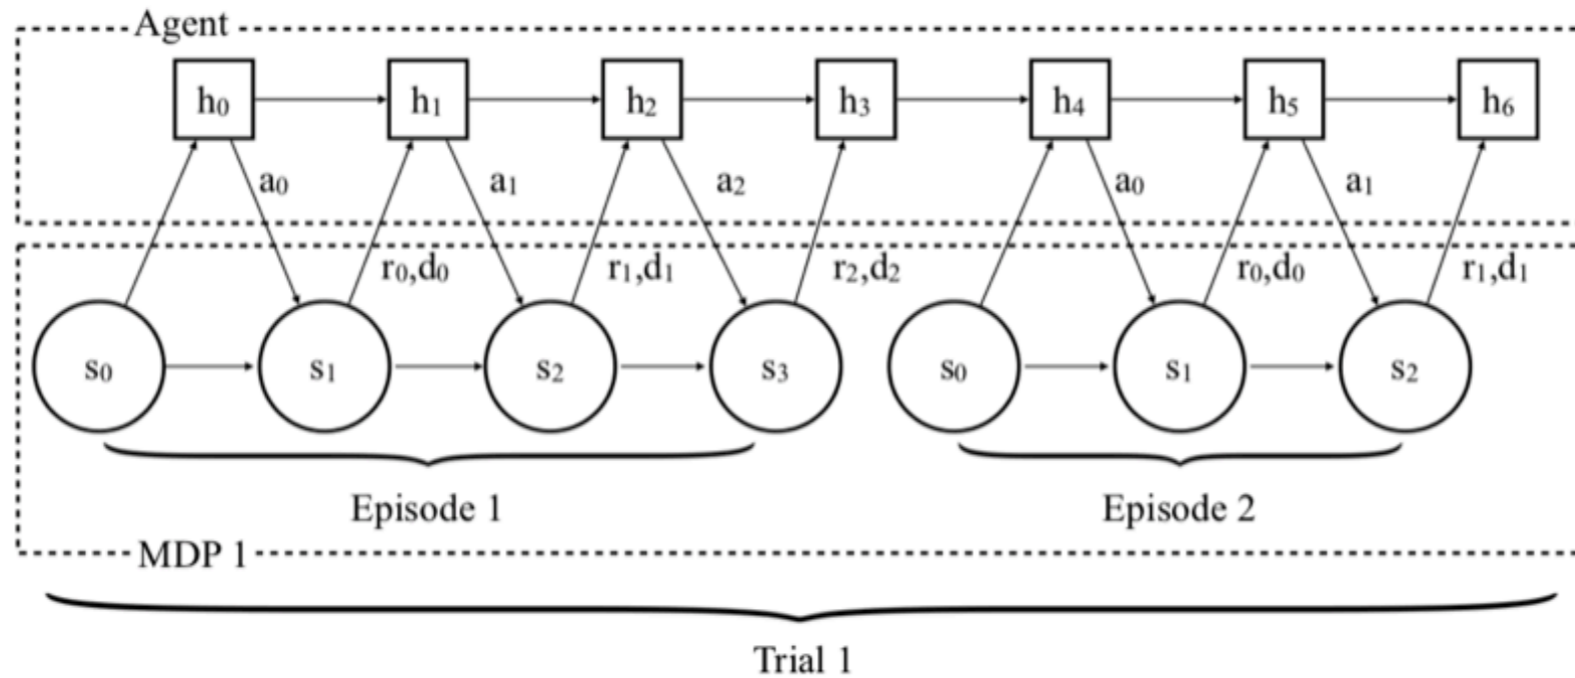 Agent
h0 h1 h2 h3 h4 h5 h6
a0 a1 a2 a0 a1
r0,d0 r1,d1 r2,d2 r0,d0 r1,d1
s0 s1 s2 s3 s0 s1 s2
Episode 1 Episode 2
MDP 1
Trial 1